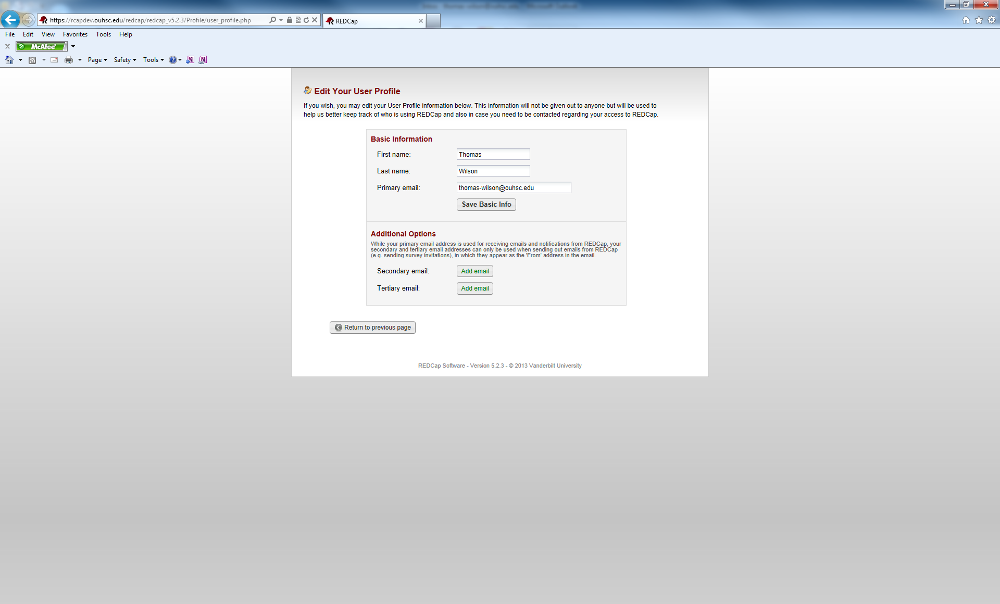 https://rcapdev.ouhsc.edu/redcap/redcap_v5.2.3/Profile/user_profile.php
REDCap
File Edit View Favorites Tools Help
McAfee
Page Safety Tools
Edit Your User Profile
If you wish, you may edit your User Profile information below. This information will not be given out to anyone but will be used to
help us better keep track of who is using REDCap and also in case you need to be contacted regarding your access to REDCap.
Basic Information
First name: Thomas
Last name: Wilson
Primary email: thomas-wilson@ouhsc.edu
Save Basic Info
Additional Options
While your primary email address is used for receiving emails and notifications from REDCap, your
secondary and tertiary email addresses can only be used when sending out emails from REDCap
(e.g. sending survey invitations), in which they appear as the 'From' address in the email.
Secondary email: Add email
Tertiary email: Add email
Return to previous page
REDCap Software - Version 5.2.3 - © 2013 Vanderbilt University